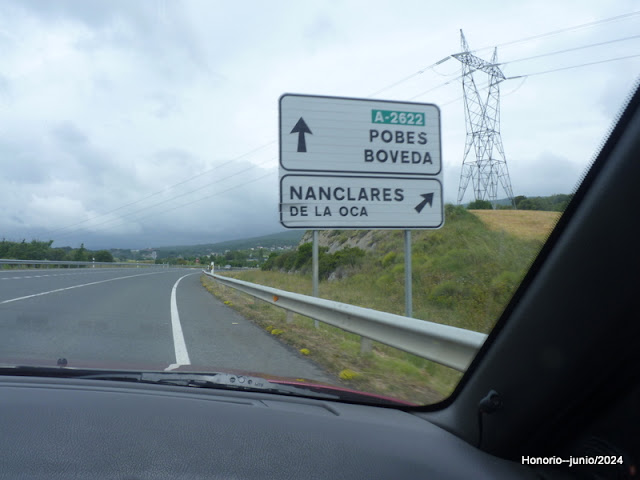 A-2622
POBES
BOVEDA
NANCLARES
DE LA OCA
Honorio--junio/2024